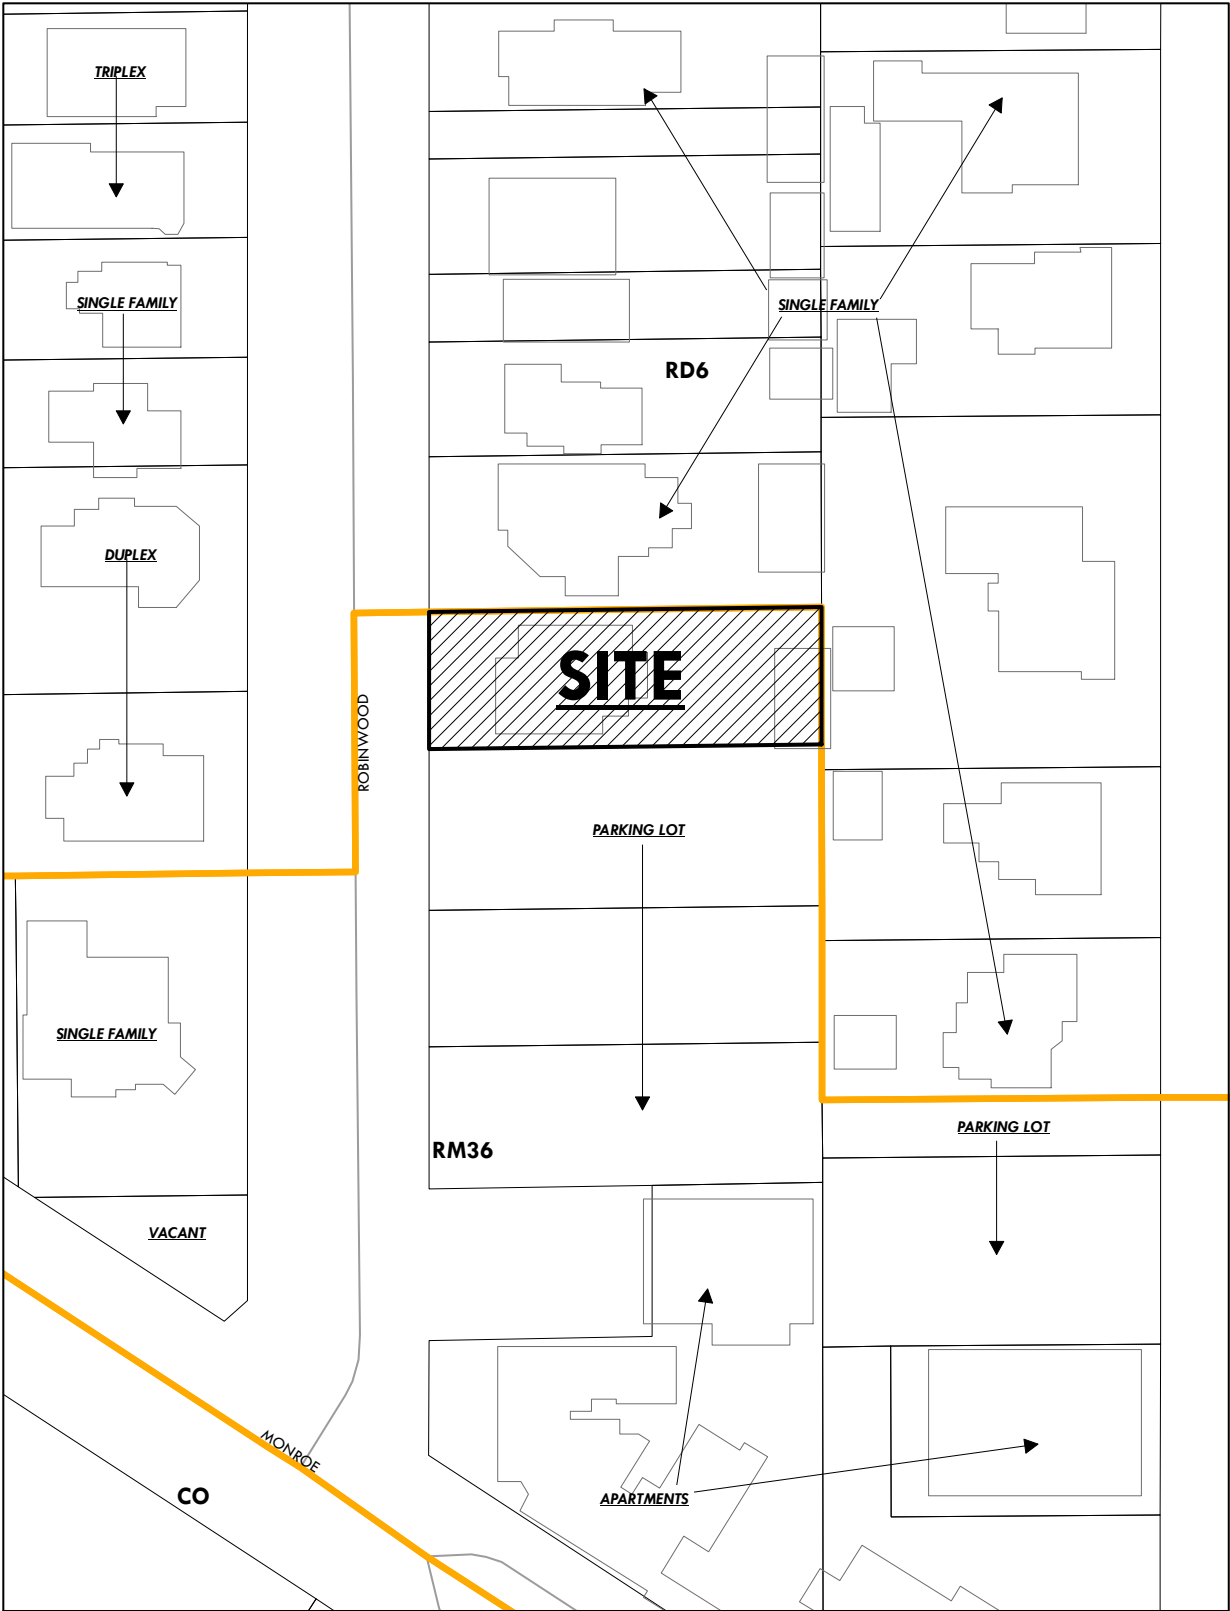 TRIPLEX
SINGLE FAMILY
SINGLE FAMILY
RD6
DUPLEX
SITE
ROBINWOOD
PARKING LOT
SINGLE FAMILY
PARKING LOT
RM36
VACANT
MONROE
CO
APARTMENTS